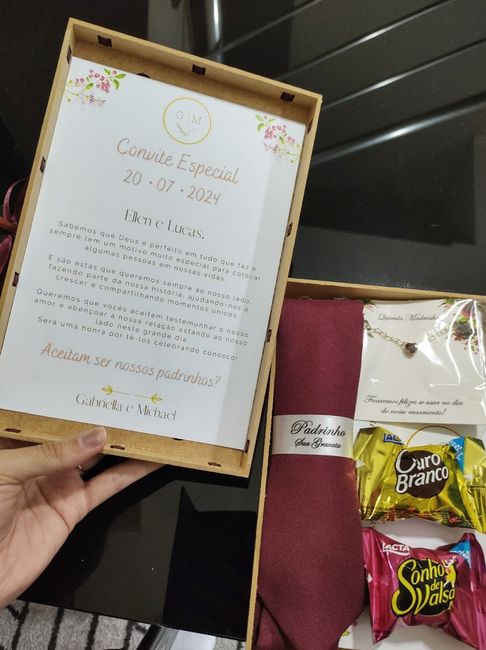 G | M
Convite Especial
20 • 07 • 2024
Ellen e Lucas,
Sabemos que Deus é perfeito em tudo que faz e
sempre tem um motivo muito especial para colocar
algumas pessoas em nossas vidas.
E são estas que queremos sempre ao nosso lado,
fazendo parte da nossa história, ajudando-nos a
crescer e compartilhando momentos únicos.
Queremos que vocês aceitem testemunhar o nosso
amor e abençoar a nossa relação estando ao nosso
lado neste grande dia.
Será uma honra por tê-los celebrando conosco!
Aceitam ser nossos padrinhos?
Gabriella e Michael
Querida Madrinha
Ficaremos felizes se usar no dia
do nosso casamento!
Padrinho
Sua Gravata
LACTA
Ouro
Branco
LACTA
Sonho
de
Valsa